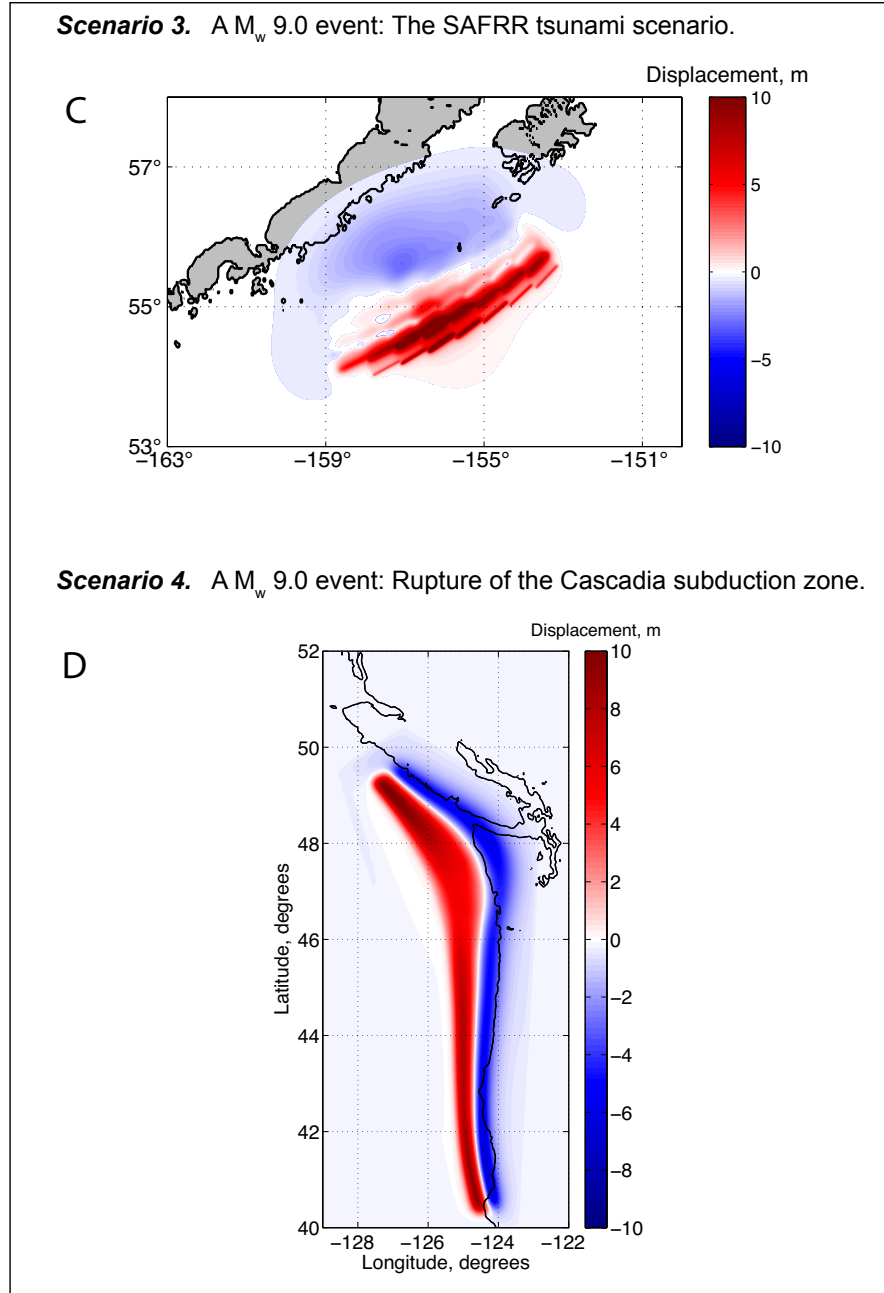 Scenario 3. A Mw 9.0 event: The SAFRR tsunami scenario.
Displacement, m
C
10
57°
5
0
55°
−5
53°
−10
−163° −159° −155° −151°
Scenario 4. A Mw 9.0 event: Rupture of the Cascadia subduction zone.
Displacement, m
D
52
10
8
50
6
48
4
2
46
0
Latitude, degrees
−2
44
−4
−6
42
−8
40
−10
−128 −126 −124 −122
Longitude, degrees